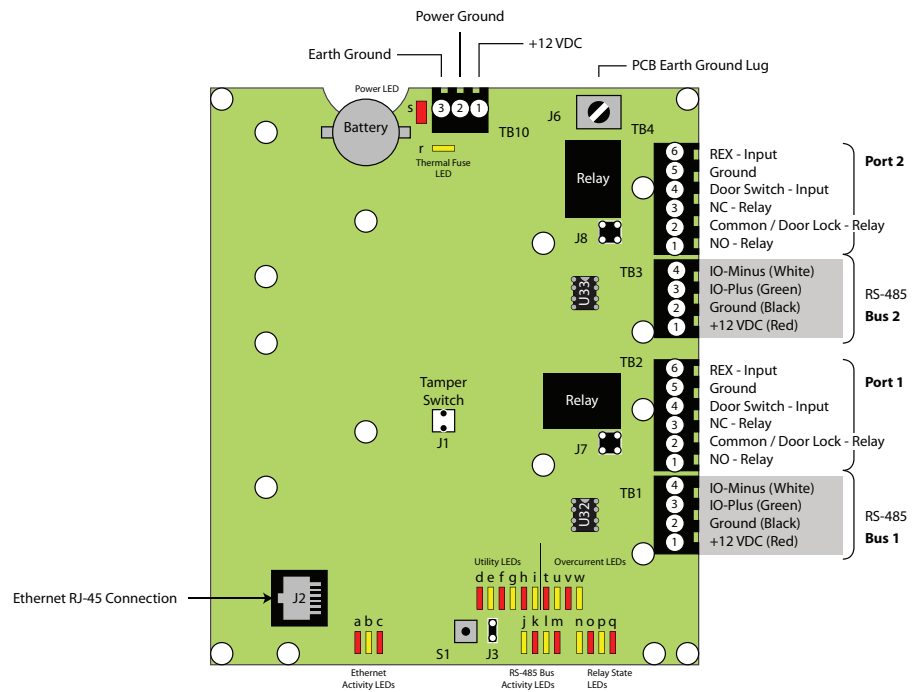 Power Ground
+12 VDC
Earth Ground
PCB Earth Ground Lug
Power LED
s
3 2 1
TB10
Battery
r
Thermal Fuse
LED
J6
TB4
Relay
J8
6 REX - Input
5 Ground
4 Door Switch - Input
3 NC - Relay
2 Common / Door Lock - Relay
1 NO - Relay
Port 2
TB3
U33
4 IO-Minus (White)
3 IO-Plus (Green)
2 Ground (Black)
1 +12 VDC (Red)
RS-485
Bus 2
TB2
Relay
J7
6 REX - Input
5 Ground
4 Door Switch - Input
3 NC - Relay
2 Common / Door Lock - Relay
1 NO - Relay
Port 1
Tamper
Switch
J1
TB1
U32
4 IO-Minus (White)
3 IO-Plus (Green)
2 Ground (Black)
1 +12 VDC (Red)
RS-485
Bus 1
Utility LEDs
Overcurrent LEDs
d e f g h i t u v w
Ethernet RJ-45 Connection
J2
a b c
S1
J3
j k l m
n o p q
Ethernet
Activity LEDs
RS-485 Bus
Activity LEDs
Relay State
LEDs